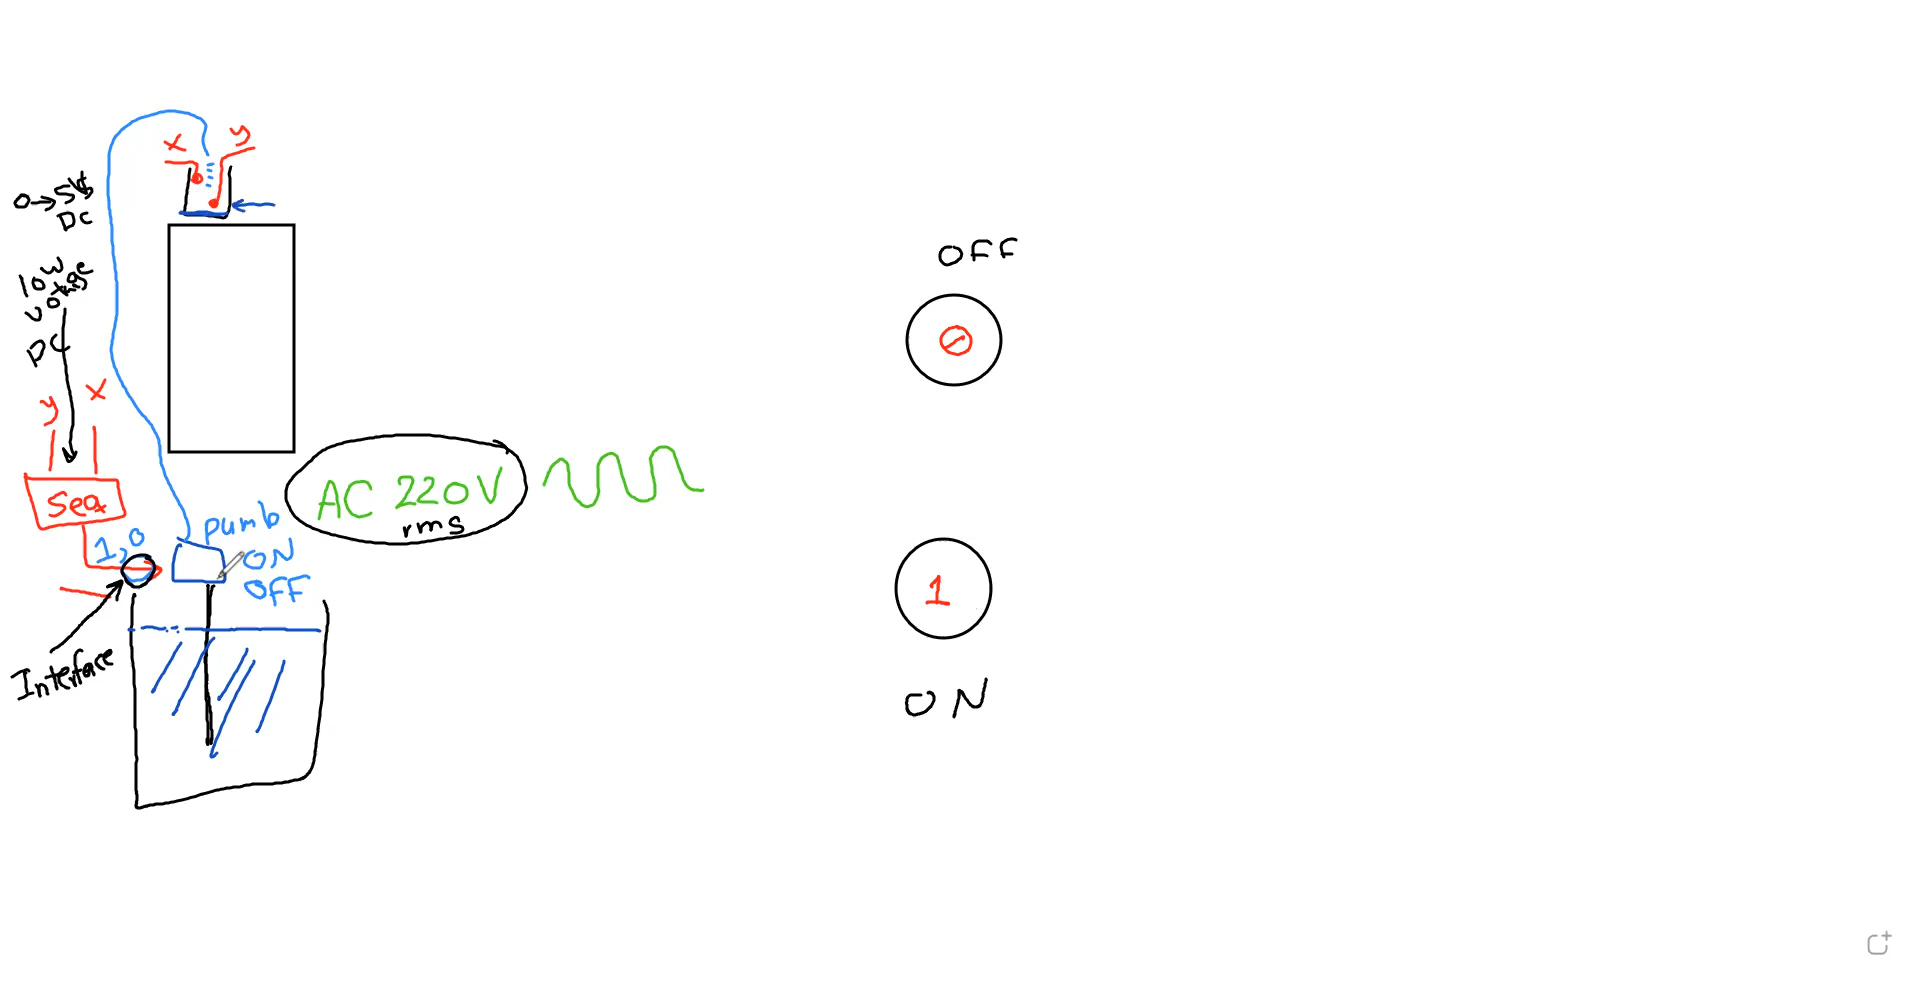 x y
0→5V
DC
low
voltage
DC
y x
Seq
1,0
pumb
ON
OFF
AC 220V
rms
Interface
OFF
0
1
ON